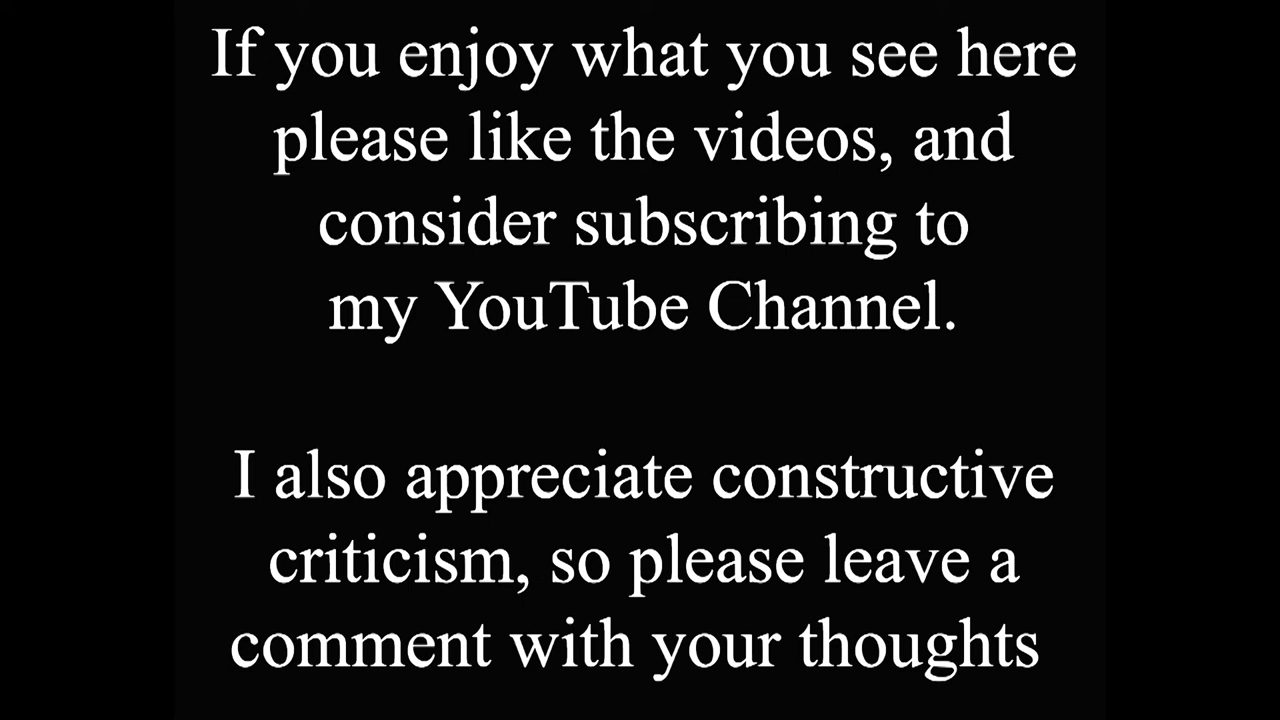 If you enjoy what you see here
please like the videos, and
consider subscribing to
my YouTube Channel.
I also appreciate constructive
criticism, so please leave a
comment with your thoughts